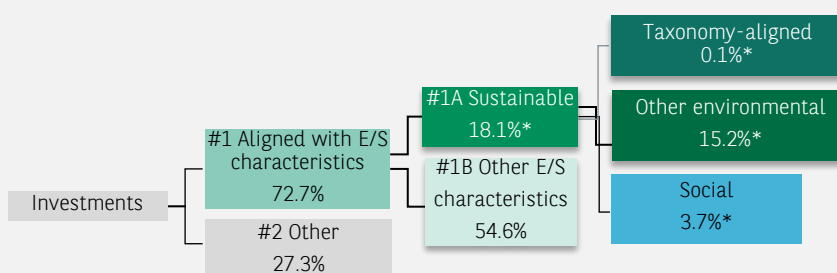 Investments
#1 Aligned with E/S
characteristics
72.7%
#2 Other
27.3%
#1A Sustainable
18.1%*
#1B Other E/S
characteristics
54.6%
Taxonomy-aligned
0.1%*
Other environmental
15.2%*
Social
3.7%*